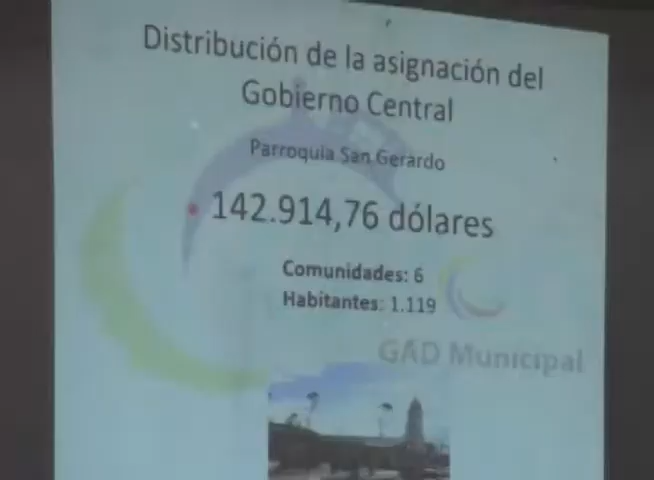 Distribución de la asignación del
Gobierno Central
Parroquia San Gerardo
• 142.914,76 dólares
Comunidades: 6
Habitantes: 1.119
GAD Municipal